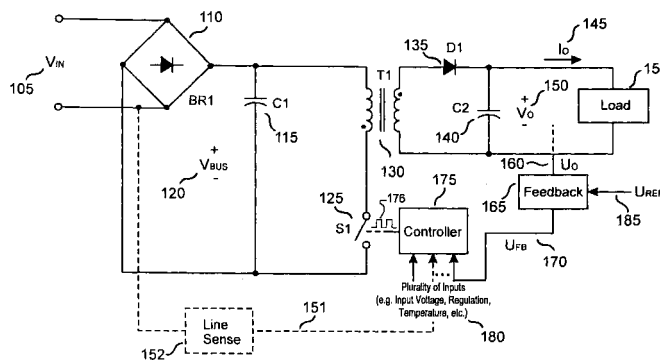 110
145
135
D1
IO
T1
VIN
105
BR1
C1
115
C2
140
+
VO
-
150
Load
15
+
VBUS
-
120
130
160
UO
125
176
175
165
Feedback
S1
Controller
185
UFB
170
Plurality of Inputs
(e.g. Input Voltage, Regulation,
Temperature, etc.)
180
151
Line
Sense
152